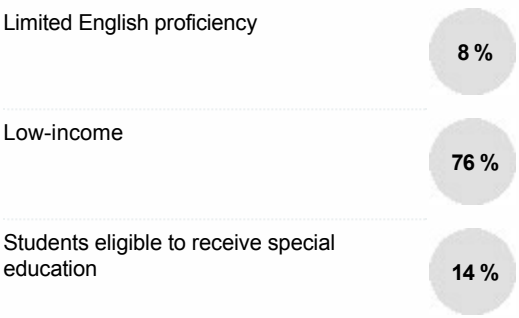 Limited English proficiency
8 %
Low-income
76 %
Students eligible to receive special
education
14 %